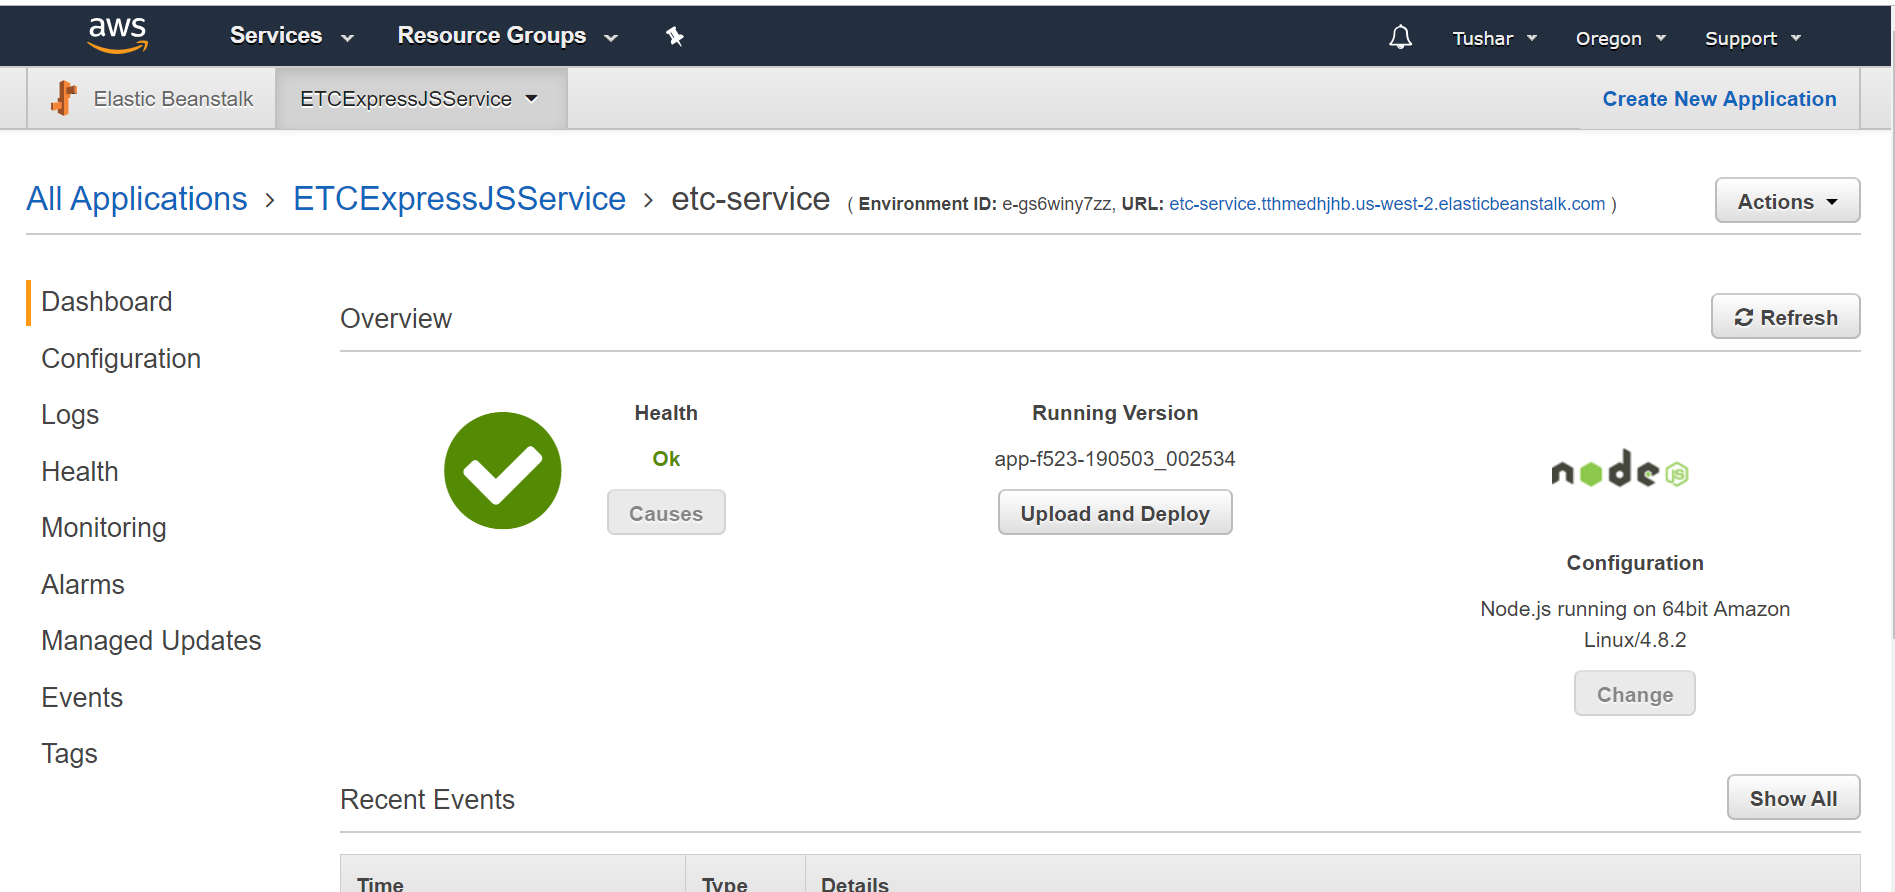 aws Services Resource Groups Tushar Oregon Support
Elastic Beanstalk ETCExpressJSService Create New Application
All Applications > ETCExpressJSService > etc-service ( Environment ID: e-gs6winy7zz, URL: etc-service.tthmedhjhb.us-west-2.elasticbeanstalk.com ) Actions
Dashboard
Configuration
Logs
Health
Monitoring
Alarms
Managed Updates
Events
Tags
Overview Refresh
Health
Ok
Causes
Running Version
app-f523-190503_002534
Upload and Deploy
node JS
Configuration
Node.js running on 64bit Amazon
Linux/4.8.2
Change
Recent Events Show All
Time Type Details